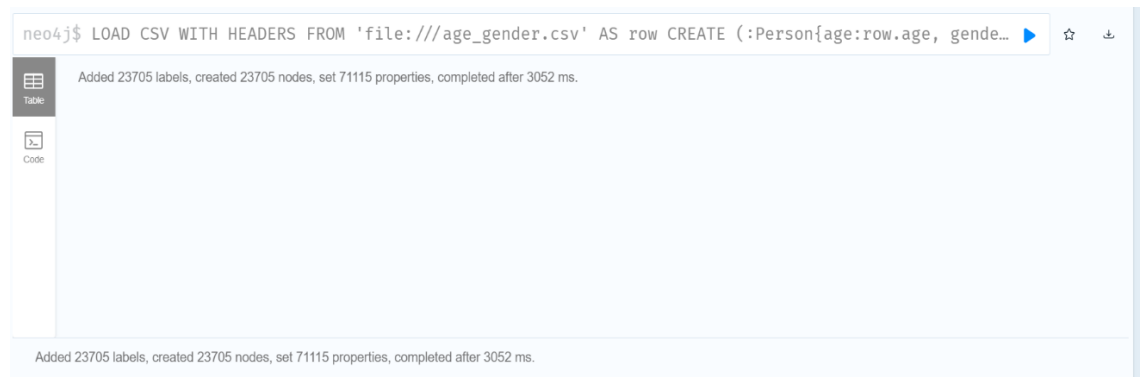 neo4j$ LOAD CSV WITH HEADERS FROM 'file:///age_gender.csv' AS row CREATE (:Person{age:row.age, gende…
Added 23705 labels, created 23705 nodes, set 71115 properties, completed after 3052 ms.
Table
Code
Added 23705 labels, created 23705 nodes, set 71115 properties, completed after 3052 ms.